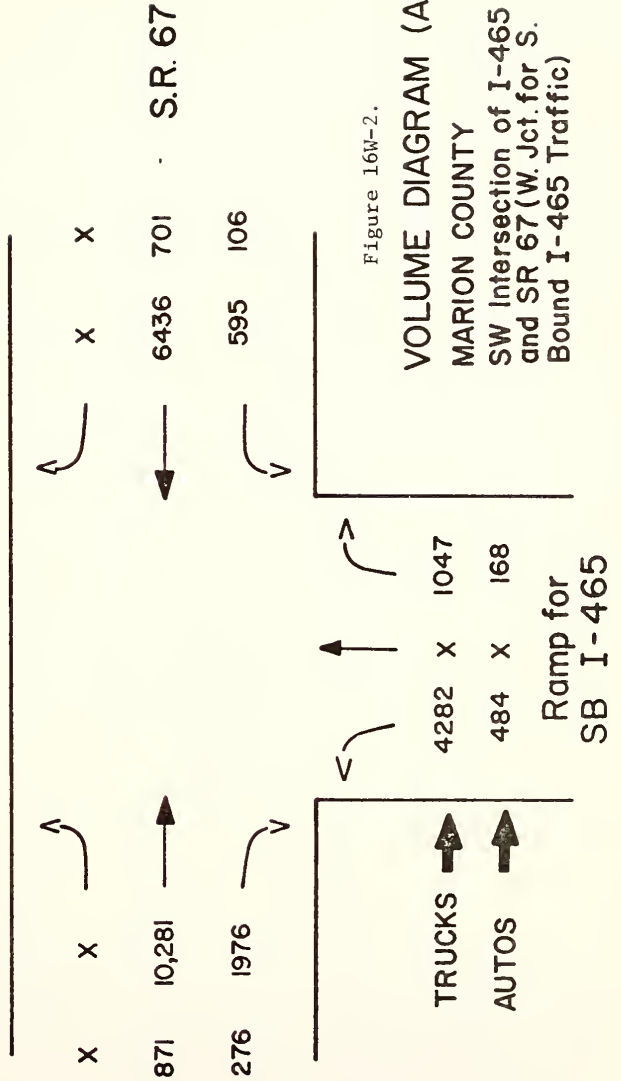 X X X X
871 10,281 6436 701 S.R. 67
276 1976 595 106
TRUCKS 4282 X 1047
AUTOS 484 X 168
Ramp for
SB I-465
Figure 16W-2.
VOLUME DIAGRAM (A
MARION COUNTY
SW Intersection of I-465
and SR 67 (W. Jct. for S.
Bound I-465 Traffic)